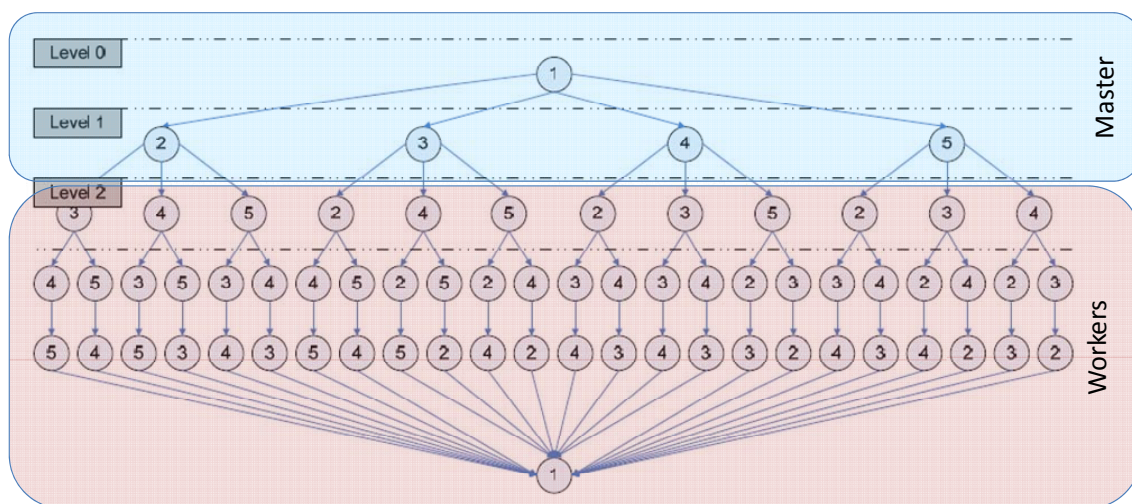 Level 0
1
Master
Level 1
2 3 4 5
Level 2
3 4 5 2 4 5 2 3 5 2 3 4
4 5 3 5 3 4 4 5 2 5 2 4 3 4 3 4 2 3 3 4 2 4 2 3
Workers
5 4 5 3 4 3 5 4 5 2 4 2 4 3 4 3 3 2 4 3 4 2 3 2
1